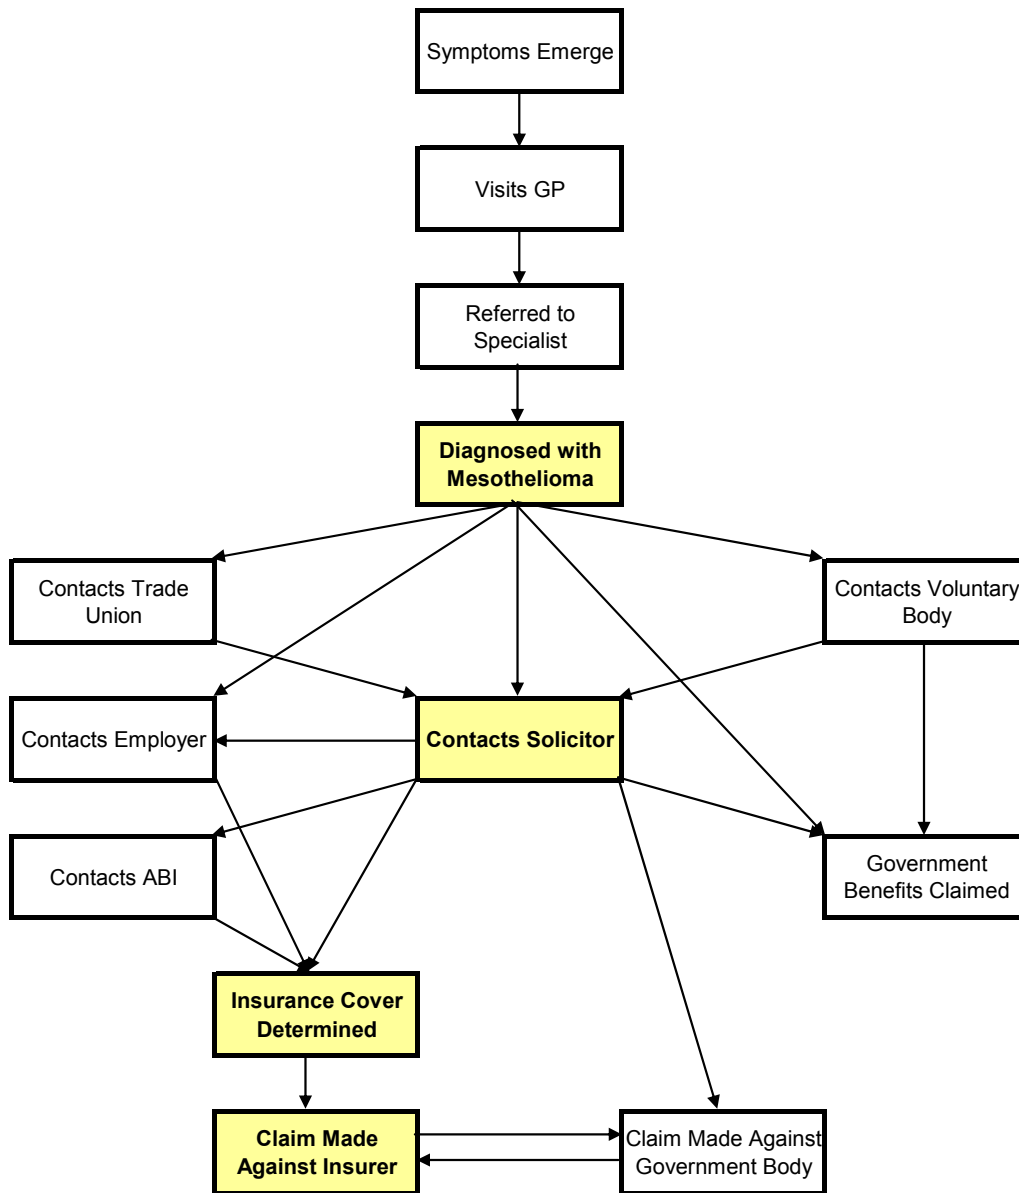 Symptoms Emerge
Visits GP
Referred to
Specialist
Diagnosed with
Mesothelioma
Contacts Trade
Union
Contacts Voluntary
Body
Contacts Employer
Contacts Solicitor
Contacts ABI
Government
Benefits Claimed
Insurance Cover
Determined
Claim Made
Against Insurer
Claim Made Against
Government Body